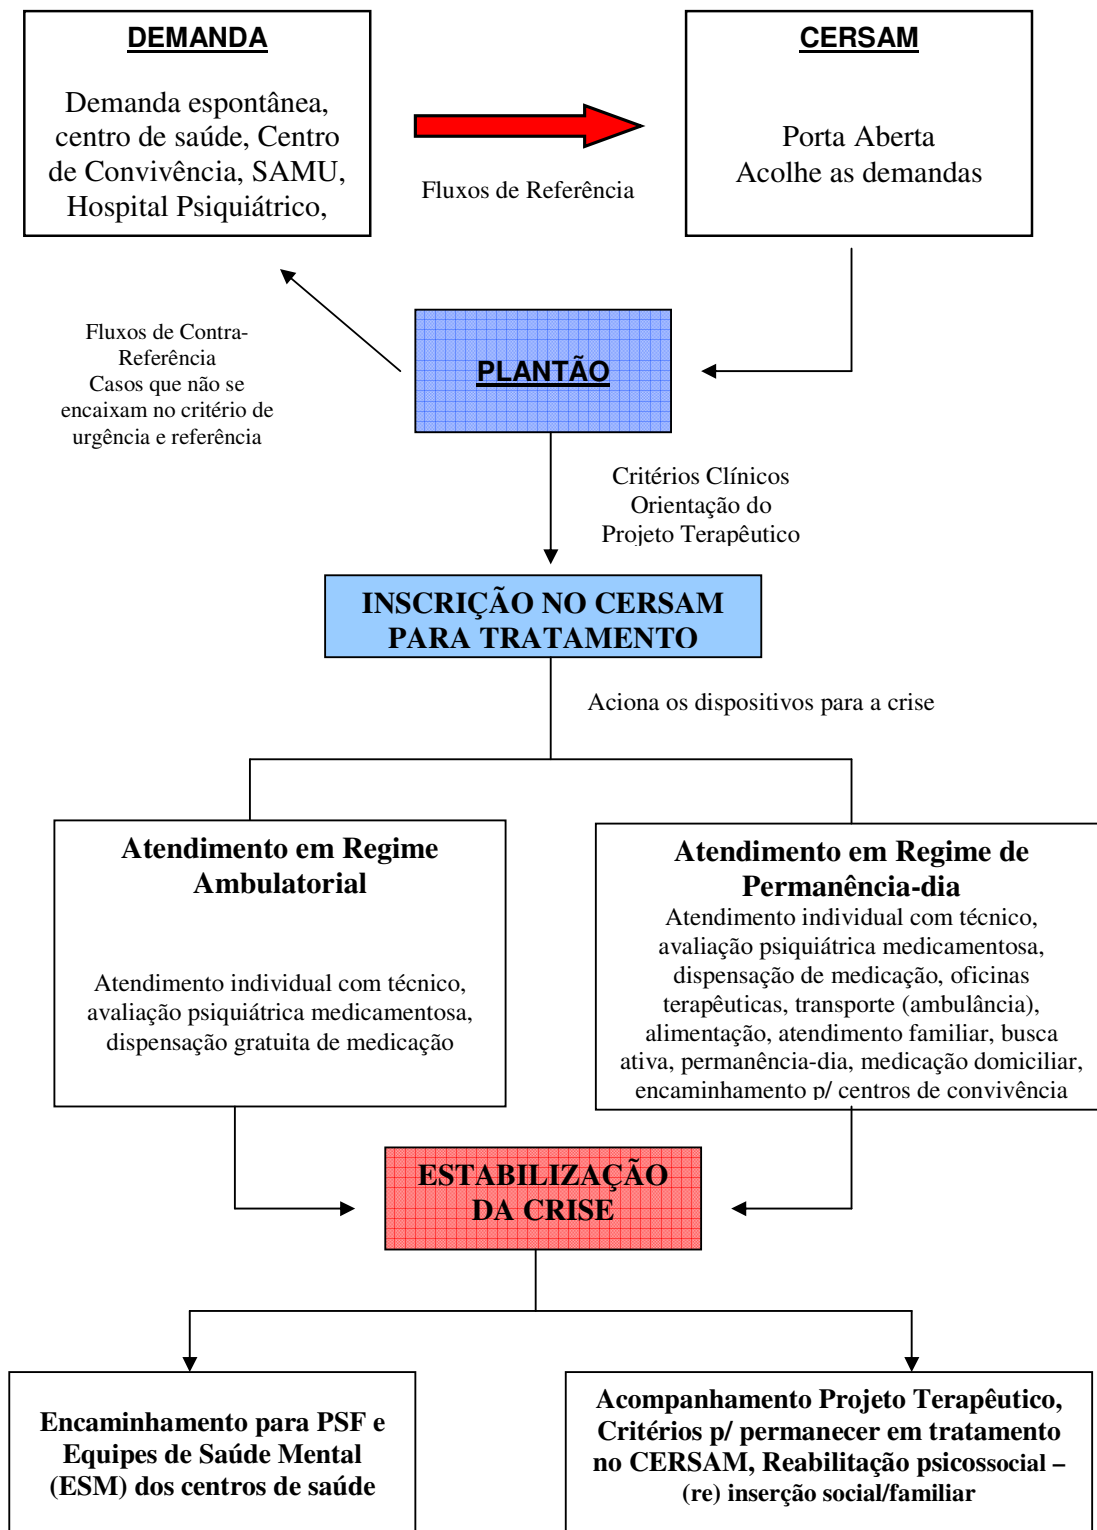 DEMANDA
Demanda espontânea,
centro de saúde, Centro
de Convivência, SAMU,
Hospital Psiquiátrico,
Fluxos de Referência
CERSAM
Porta Aberta
Acolhe as demandas
Fluxos de Contra-
Referência
Casos que não se
encaixam no critério de
urgência e referência
PLANTÃO
Critérios Clínicos
Orientação do
Projeto Terapêutico
INSCRIÇÃO NO CERSAM
PARA TRATAMENTO
Aciona os dispositivos para a crise
Atendimento em Regime
Ambulatorial
Atendimento individual com técnico,
avaliação psiquiátrica medicamentosa,
dispensação gratuita de medicação
Atendimento em Regime de
Permanência-dia
Atendimento individual com técnico,
avaliação psiquiátrica medicamentosa,
dispensação de medicação, oficinas
terapêuticas, transporte (ambulância),
alimentação, atendimento familiar, busca
ativa, permanência-dia, medicação domiciliar,
encaminhamento p/ centros de convivência
ESTABILIZAÇÃO
DA CRISE
Encaminhamento para PSF e
Equipes de Saúde Mental
(ESM) dos centros de saúde
Acompanhamento Projeto Terapêutico,
Critérios p/ permanecer em tratamento
no CERSAM, Reabilitação psicossocial –
(re) inserção social/familiar